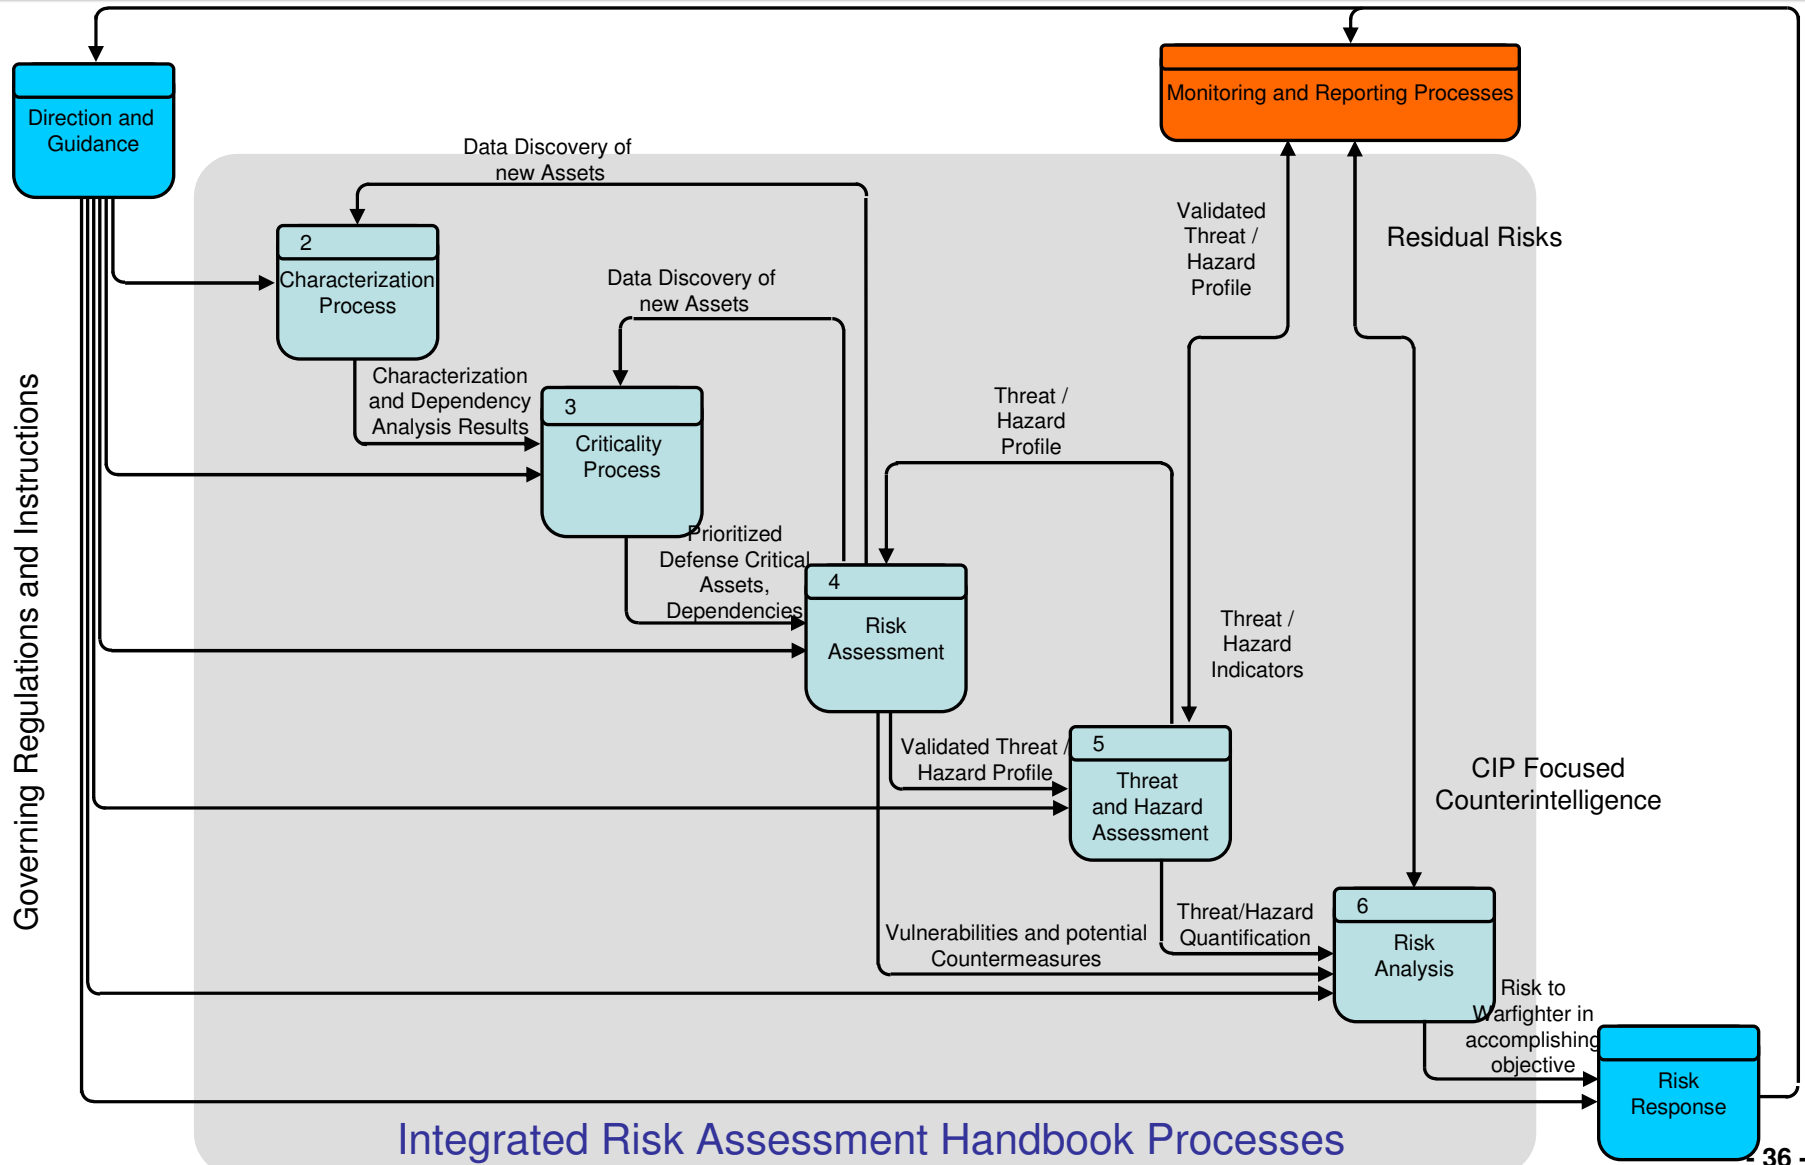 Direction and
Guidance
Monitoring and Reporting Processes
Data Discovery of
new Assets
2
Characterization
Process
Validated
Threat /
Hazard
Profile
Residual Risks
Data Discovery of
new Assets
Governing Regulations and Instructions
Characterization
and Dependency
Analysis Results
3
Criticality
Process
Threat /
Hazard
Profile
Prioritized
Defense Critical
Assets,
Dependencies
4
Risk
Assessment
Threat /
Hazard
Indicators
Validated Threat /
Hazard Profile
5
Threat
and Hazard
Assessment
CIP Focused
Counterintelligence
Vulnerabilities and potential
Countermeasures
Threat/Hazard
Quantification
6
Risk
Analysis
Risk to
Warfighter in
accomplishing
objective
Risk
Response
Integrated Risk Assessment Handbook Processes
- 36 -